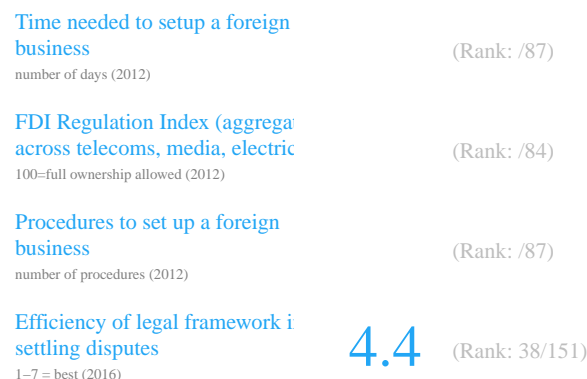 Time needed to setup a foreign
business
(Rank: /87)
number of days (2012)
FDI Regulation Index
across telecoms, media,
(Rank: /84)
100=full ownership allowed (2012)
Procedures to set up a foreign
business
(Rank: /87)
number of procedures (2012)
Efficiency of legal framework
settling disputes
4.4 (Rank: 38/151)
1–7 = best (2016)